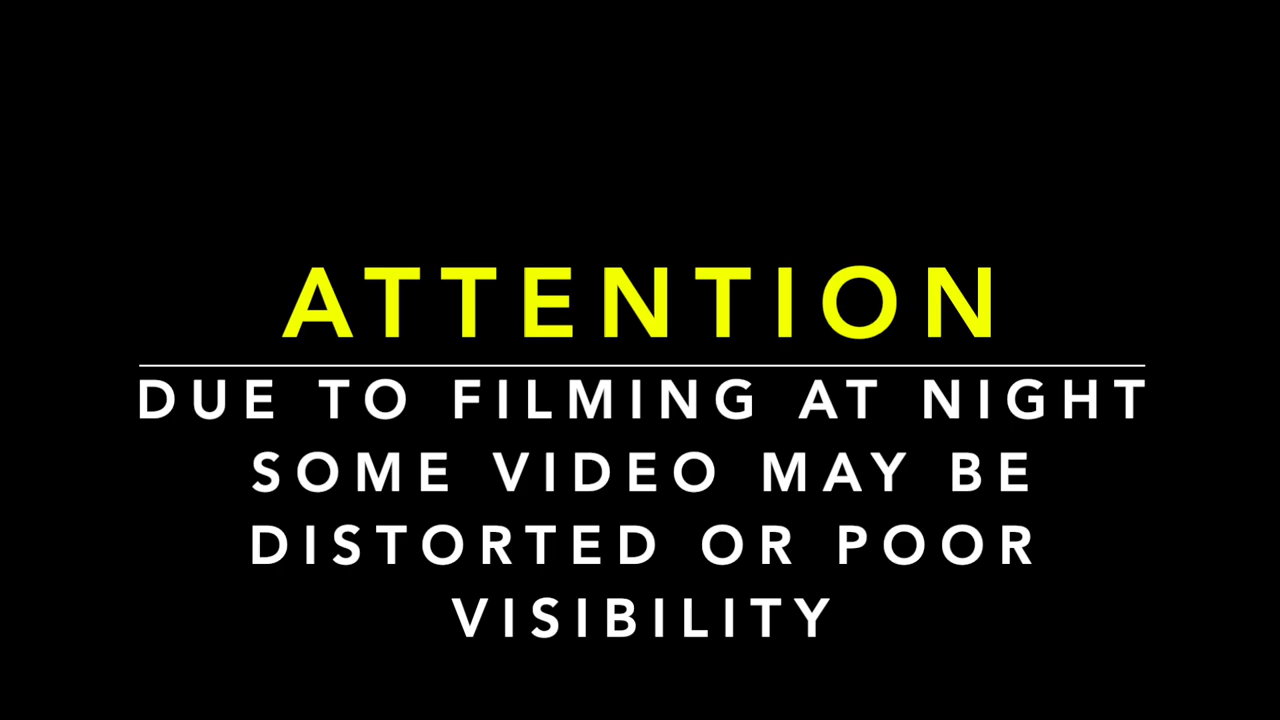 ATTENTION
DUE TO FILMING AT NIGHT
SOME VIDEO MAY BE
DISTORTED OR POOR
VISIBILITY